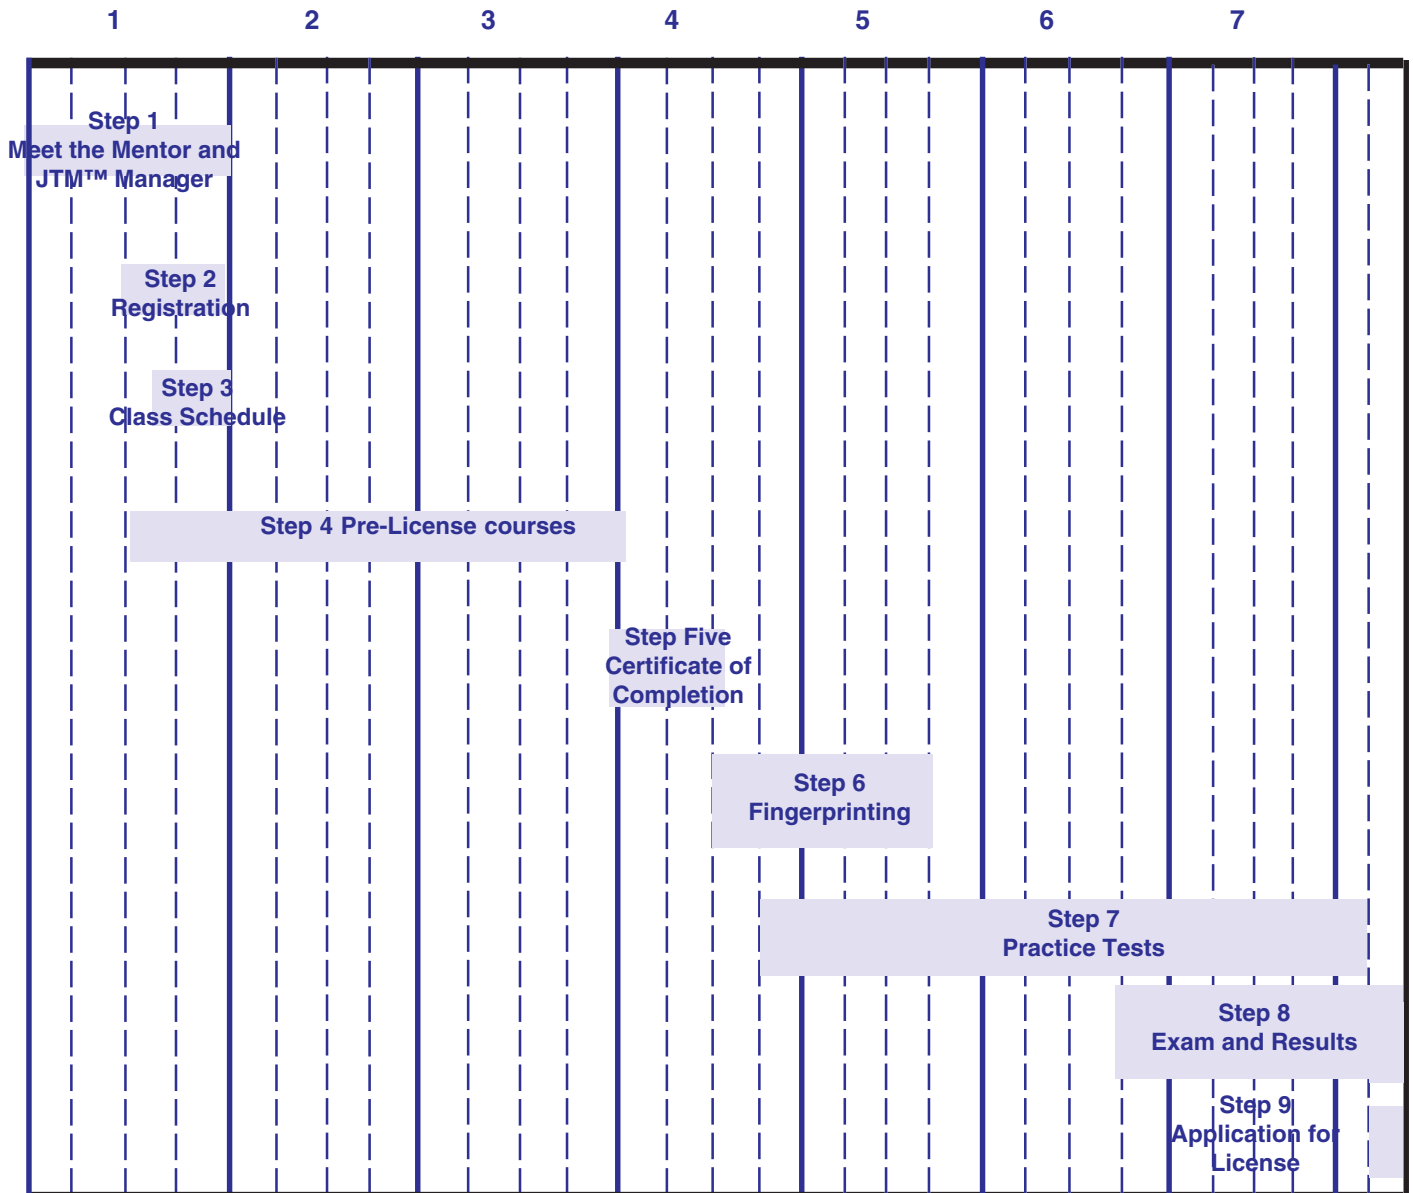 1 2 3 4 5 6 7
Step 1
Meet the Mentor and
JTM™ Manager
Step 2
Registration
Step 3
Class Schedule
Step 4 Pre-License courses
Step Five
Certificate of
Completion
Step 6
Fingerprinting
Step 7
Practice Tests
Step 8
Exam and Results
Step 9
Application for
License